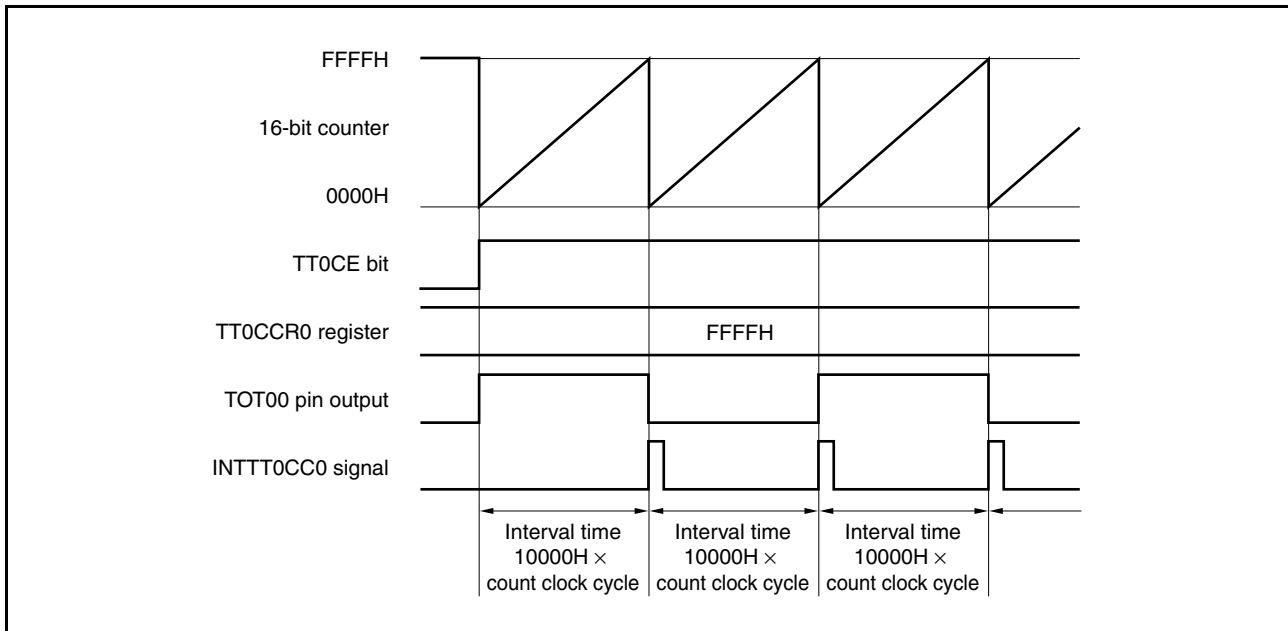 FFFFH
16-bit counter
0000H
TT0CE bit
TT0CCR0 register
FFFFH
TOT00 pin output
INTTT0CC0 signal
Interval time
10000H ×
count clock cycle
Interval time
10000H ×
count clock cycle
Interval time
10000H ×
count clock cycle